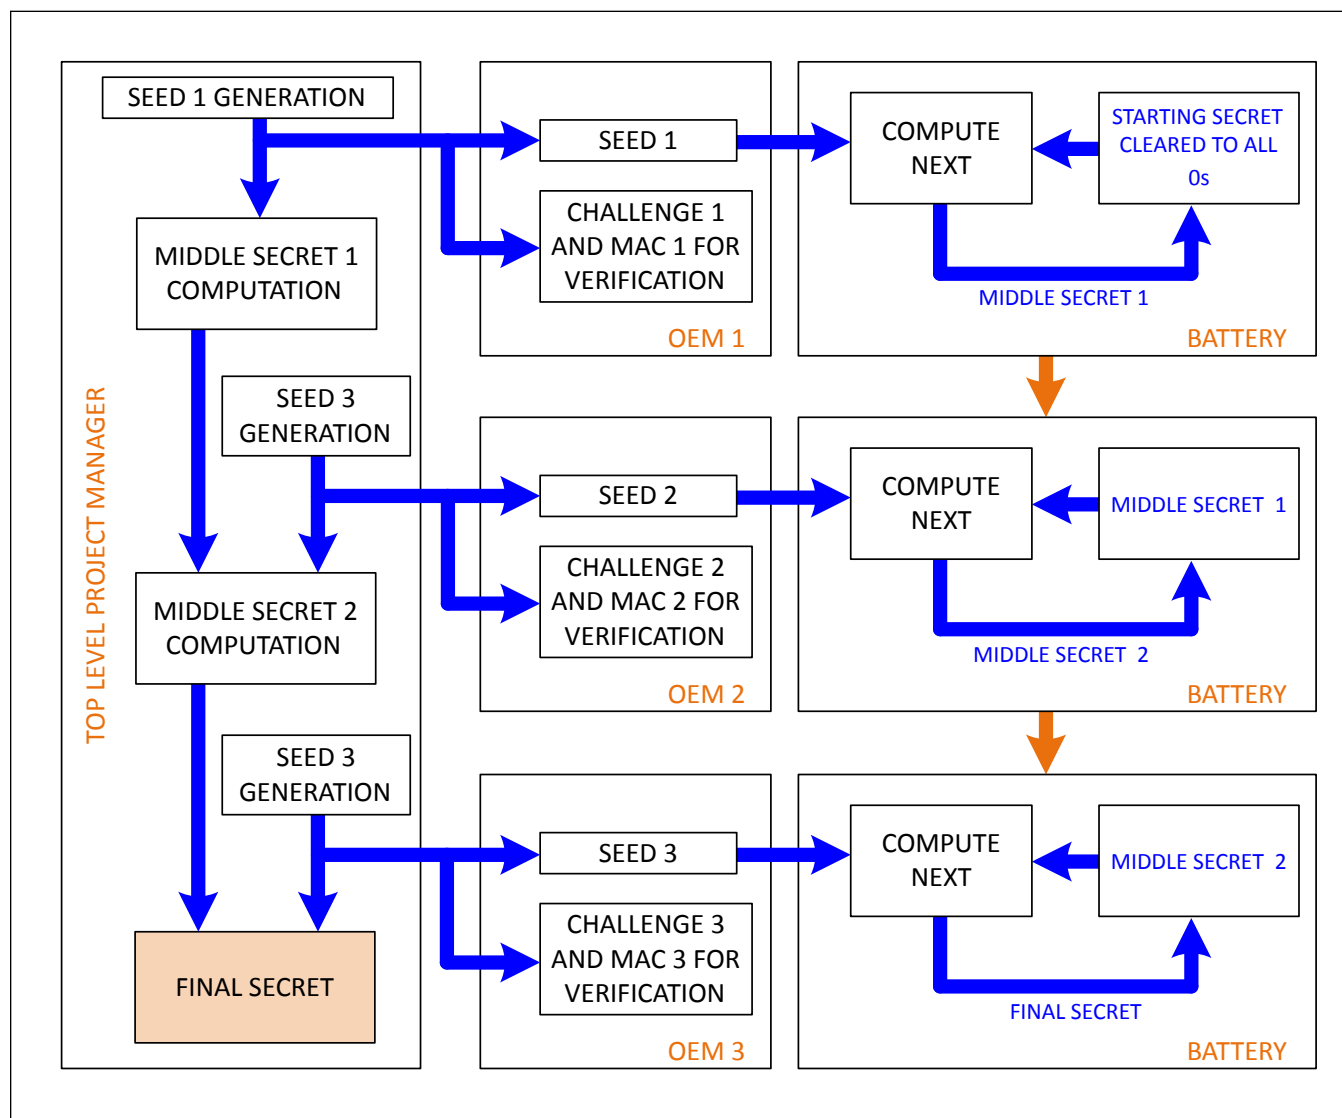 SEED 1 GENERATION
MIDDLE SECRET 1
COMPUTATION
SEED 3
GENERATION
MIDDLE SECRET 2
COMPUTATION
SEED 3
GENERATION
FINAL SECRET
TOP LEVEL PROJECT MANAGER
SEED 1
CHALLENGE 1
AND MAC 1 FOR
VERIFICATION
OEM 1
COMPUTE
NEXT
STARTING SECRET
CLEARED TO ALL
0s
MIDDLE SECRET 1
BATTERY
SEED 2
CHALLENGE 2
AND MAC 2 FOR
VERIFICATION
OEM 2
COMPUTE
NEXT
MIDDLE SECRET 1
MIDDLE SECRET 2
BATTERY
SEED 3
CHALLENGE 3
AND MAC 3 FOR
VERIFICATION
OEM 3
COMPUTE
NEXT
MIDDLE SECRET 2
FINAL SECRET
BATTERY